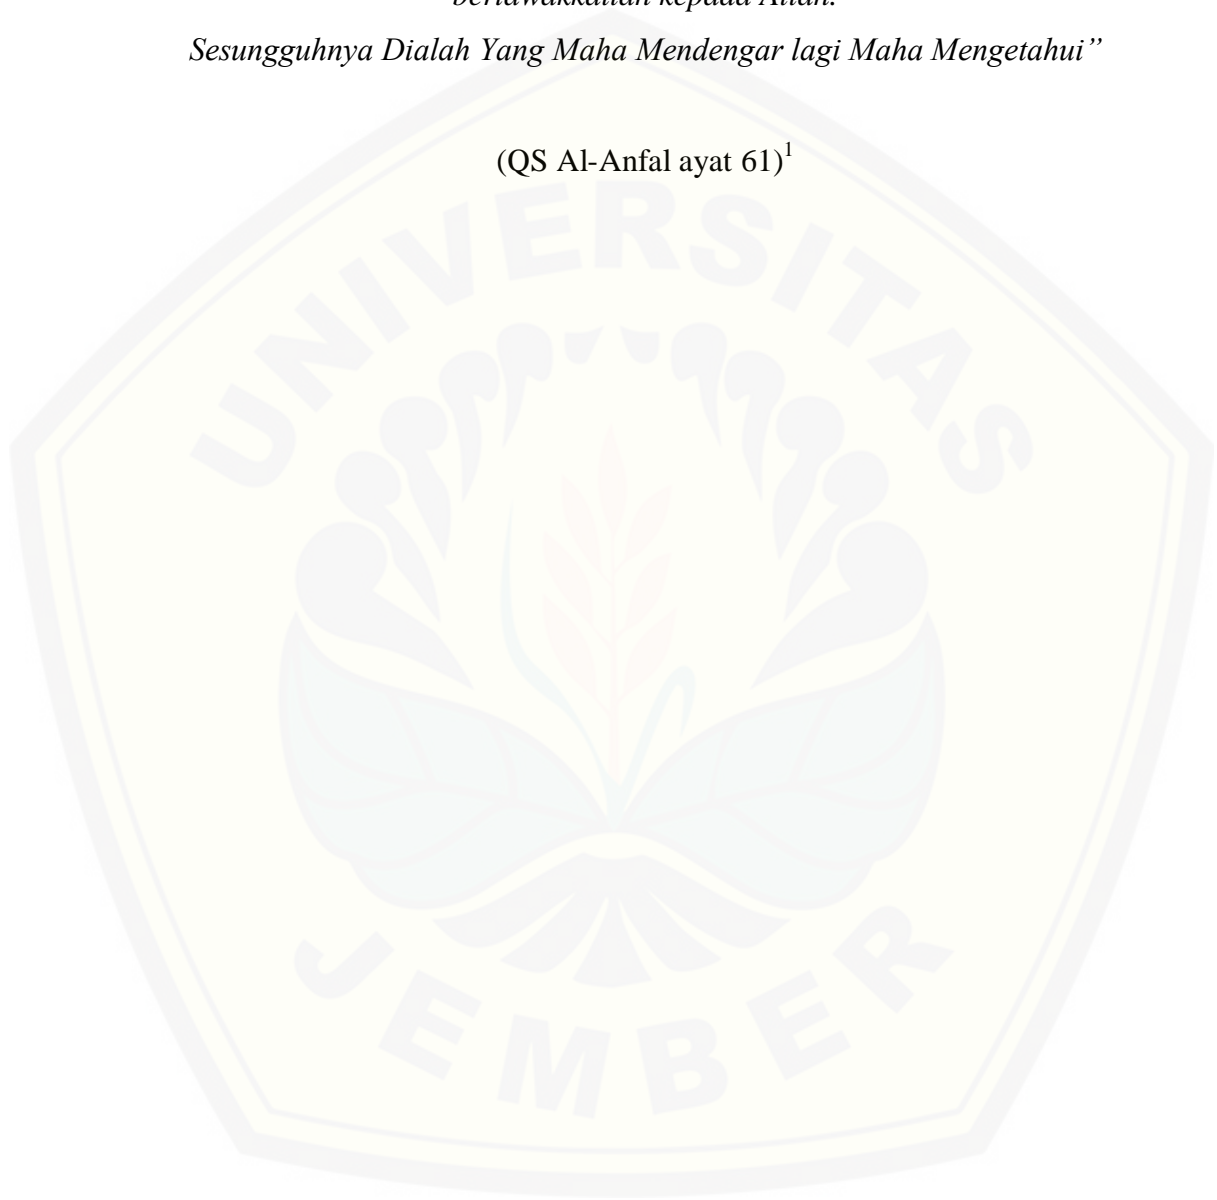 bertawakkallah kepada Allah.
Sesungguhnya Dialah Yang Maha Mendengar lagi Maha Mengetahui”
(QS Al-Anfal ayat 61)1
UNIVERSITAS
JEMBER